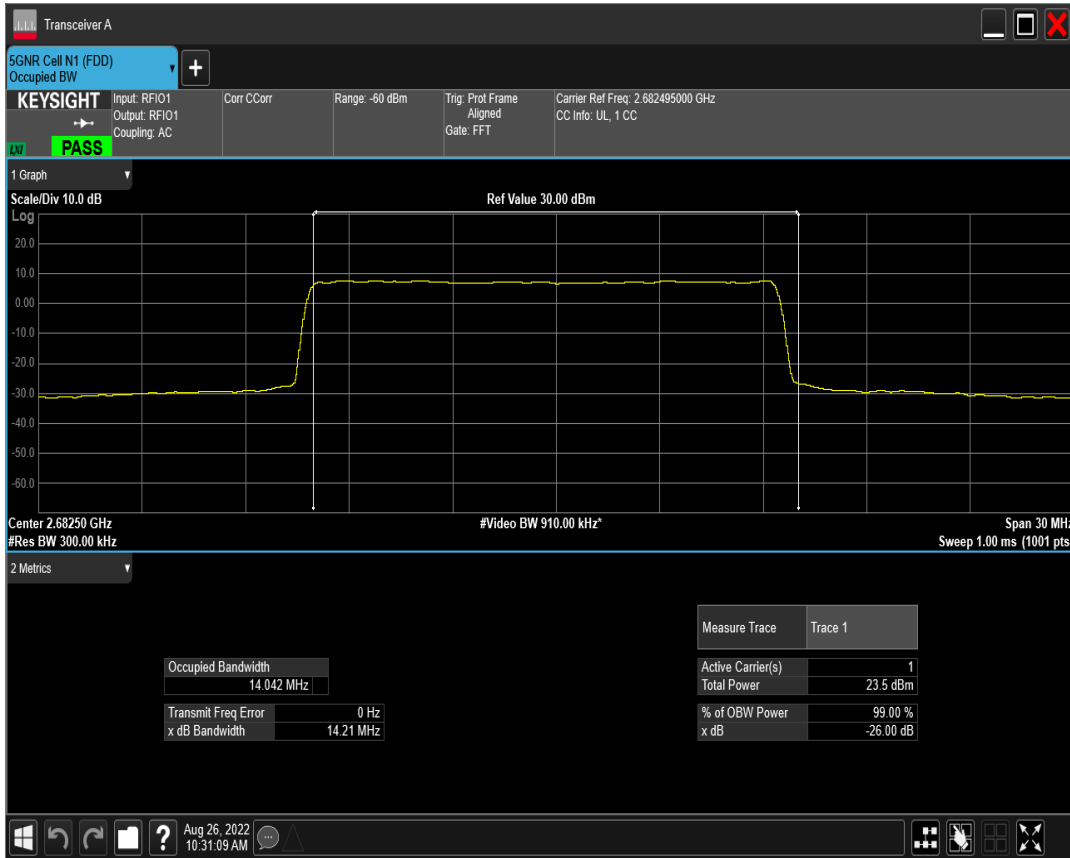 Transceiver A
5GNR Cell N1 (FDD)
Occupied BW
+
KEYSIGHT
LXI
PASS
Input: RFIO1
Output: RFIO1
Coupling: AC
Corr CCorr
Range: -60 dBm
Trig: Prot Frame
Aligned
Gate: FFT
Carrier Ref Freq: 2.682495000 GHz
CC Info: UL, 1 CC
1 Graph
Scale/Div 10.0 dB
Ref Value 30.00 dBm
Log
20.0
10.0
0.00
-10.0
-20.0
-30.0
-40.0
-50.0
-60.0
Center 2.68250 GHz
#Video BW 910.00 kHz*
Span 30 MHz
#Res BW 300.00 kHz
Sweep 1.00 ms (1001 pts
2 Metrics
Measure Trace Trace 1
Occupied Bandwidth
14.042 MHz
Active Carrier(s) 1
Total Power 23.5 dBm
Transmit Freq Error 0 Hz
x dB Bandwidth 14.21 MHz
% of OBW Power 99.00 %
x dB -26.00 dB
?
Aug 26, 2022
10:31:09 AM